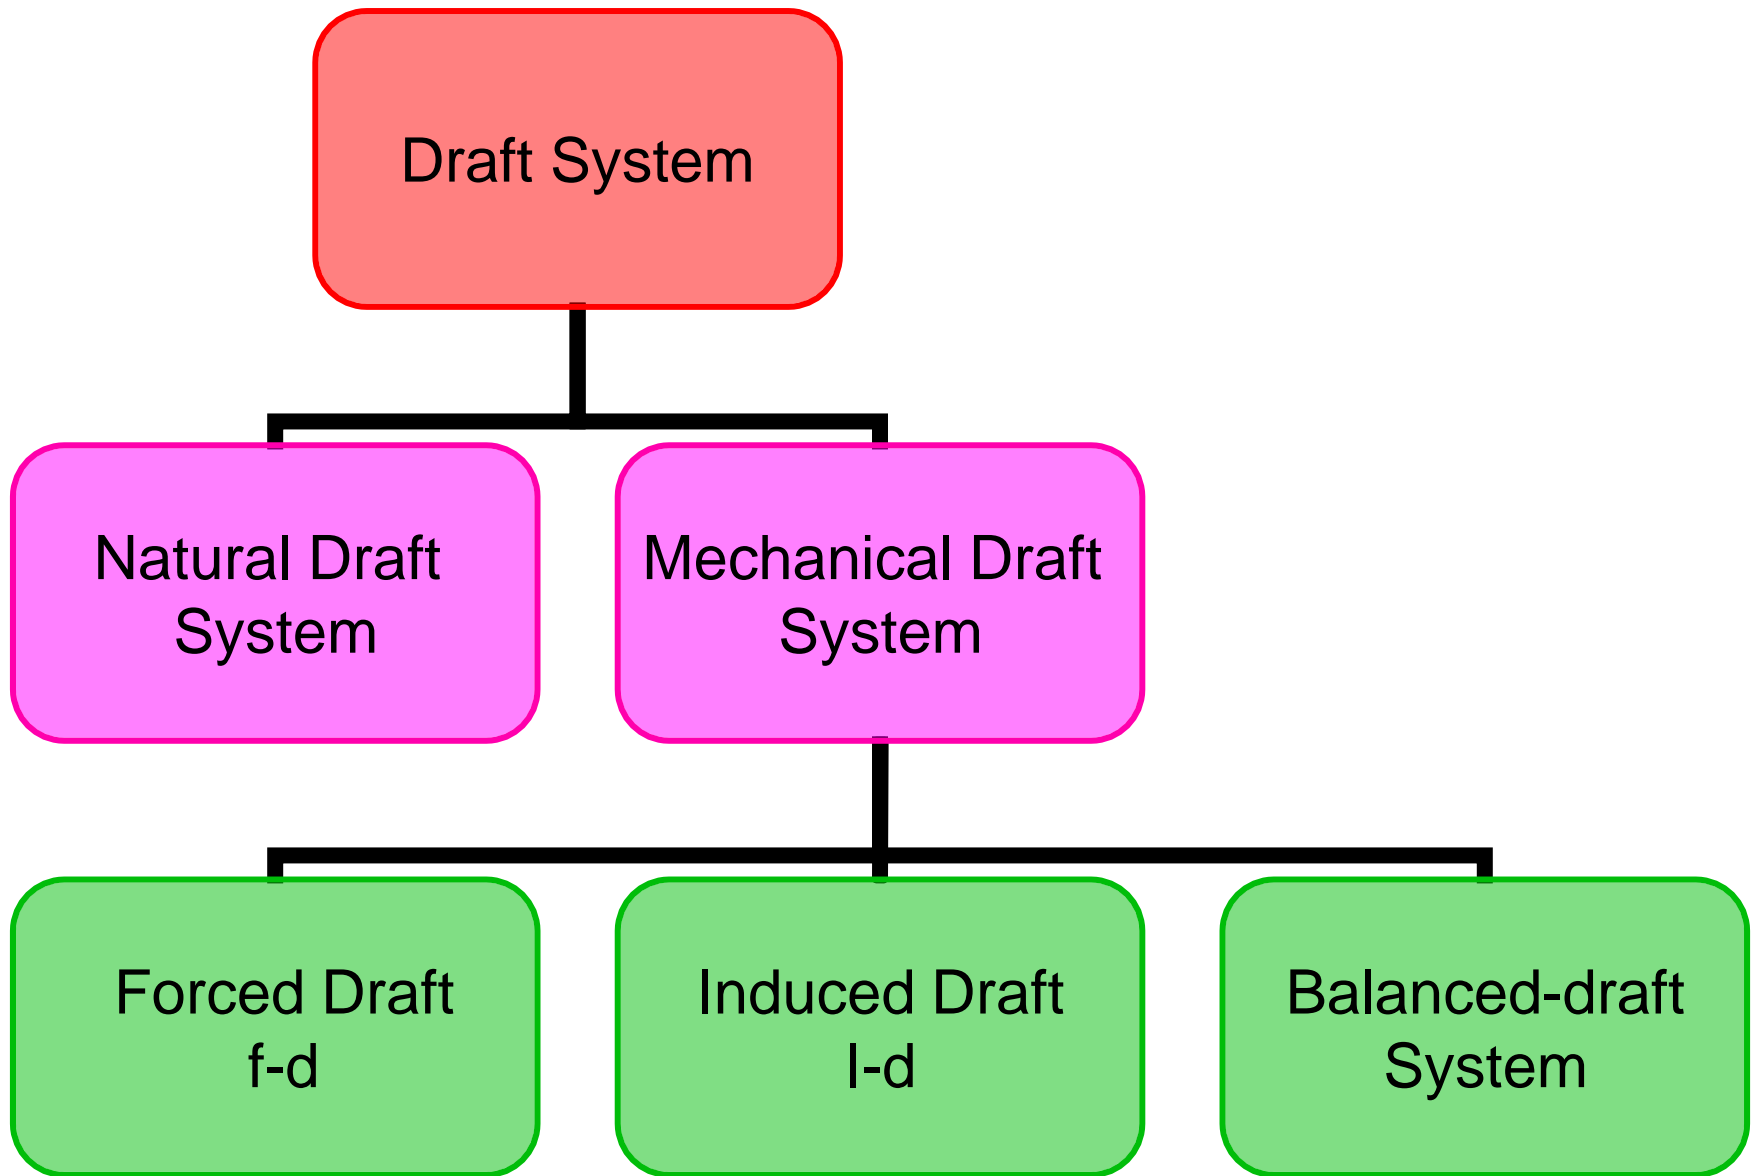 Draft System
Natural Draft
System
Mechanical Draft
System
Forced Draft
f-d
Induced Draft
I-d
Balanced-draft
System